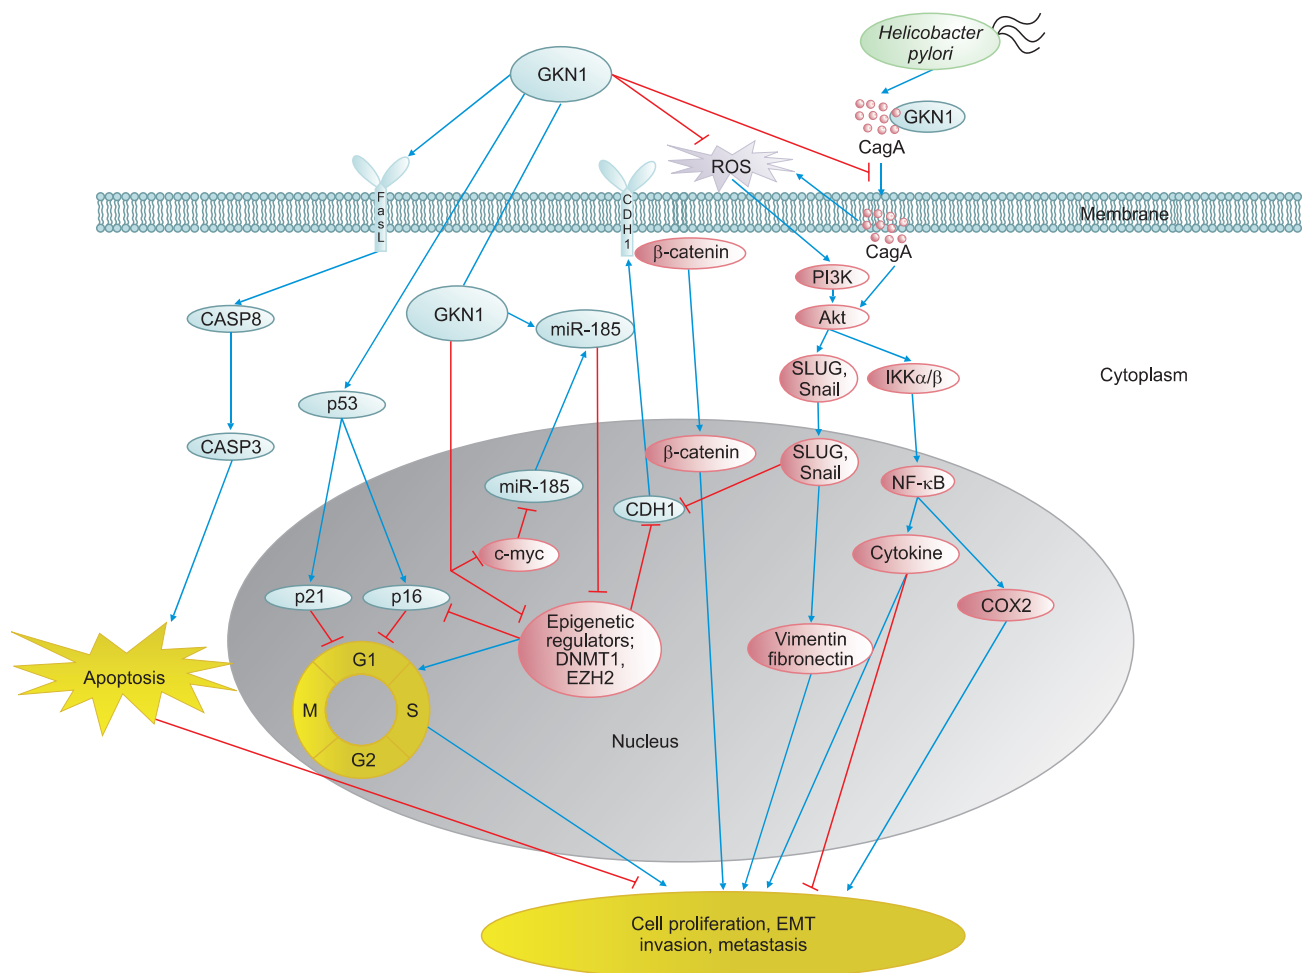 Helicobacter
pylori
GKN1
GKN1
CagA
ROS
FasL
CDH1
Membrane
β-catenin
CagA
PI3K
CASP8
GKN1
miR-185
Akt
SLUG,
Snail
IKKα/β
Cytoplasm
p53
CASP3
β-catenin
SLUG,
Snail
miR-185
NF-κB
CDH1
c-myc
Cytokine
p21
p16
COX2
Epigenetic
regulators;
DNMT1,
EZH2
Vimentin
fibronectin
G1
Apoptosis
M
S
G2
Nucleus
Cell proliferation, EMT
invasion, metastasis